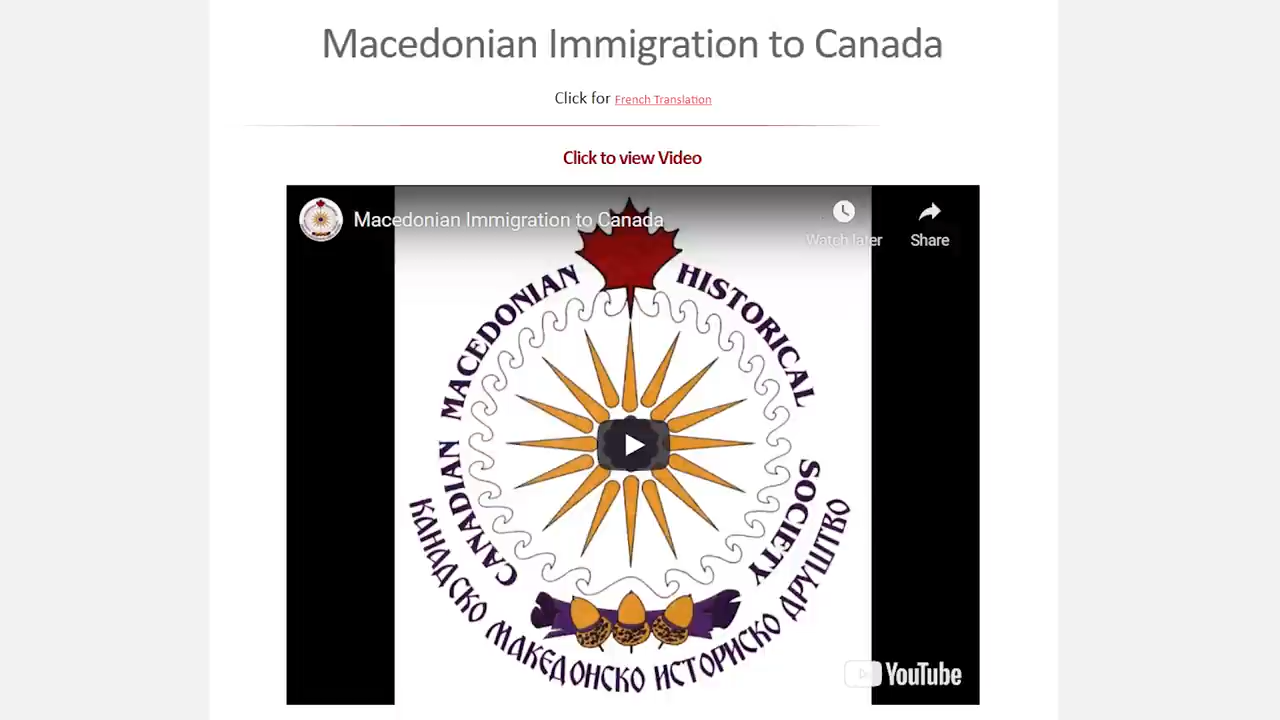 Macedonian Immigration to Canada
Click for French Translation
Click to view Video
Macedonian Immigration to Canada
Watch later
Share
CANADIAN MACEDONIAN HISTORICAL SOCIETY
КАНАДСКО МАКЕДОНСКО ИСТОРИСКО ДРУШТВО
YouTube